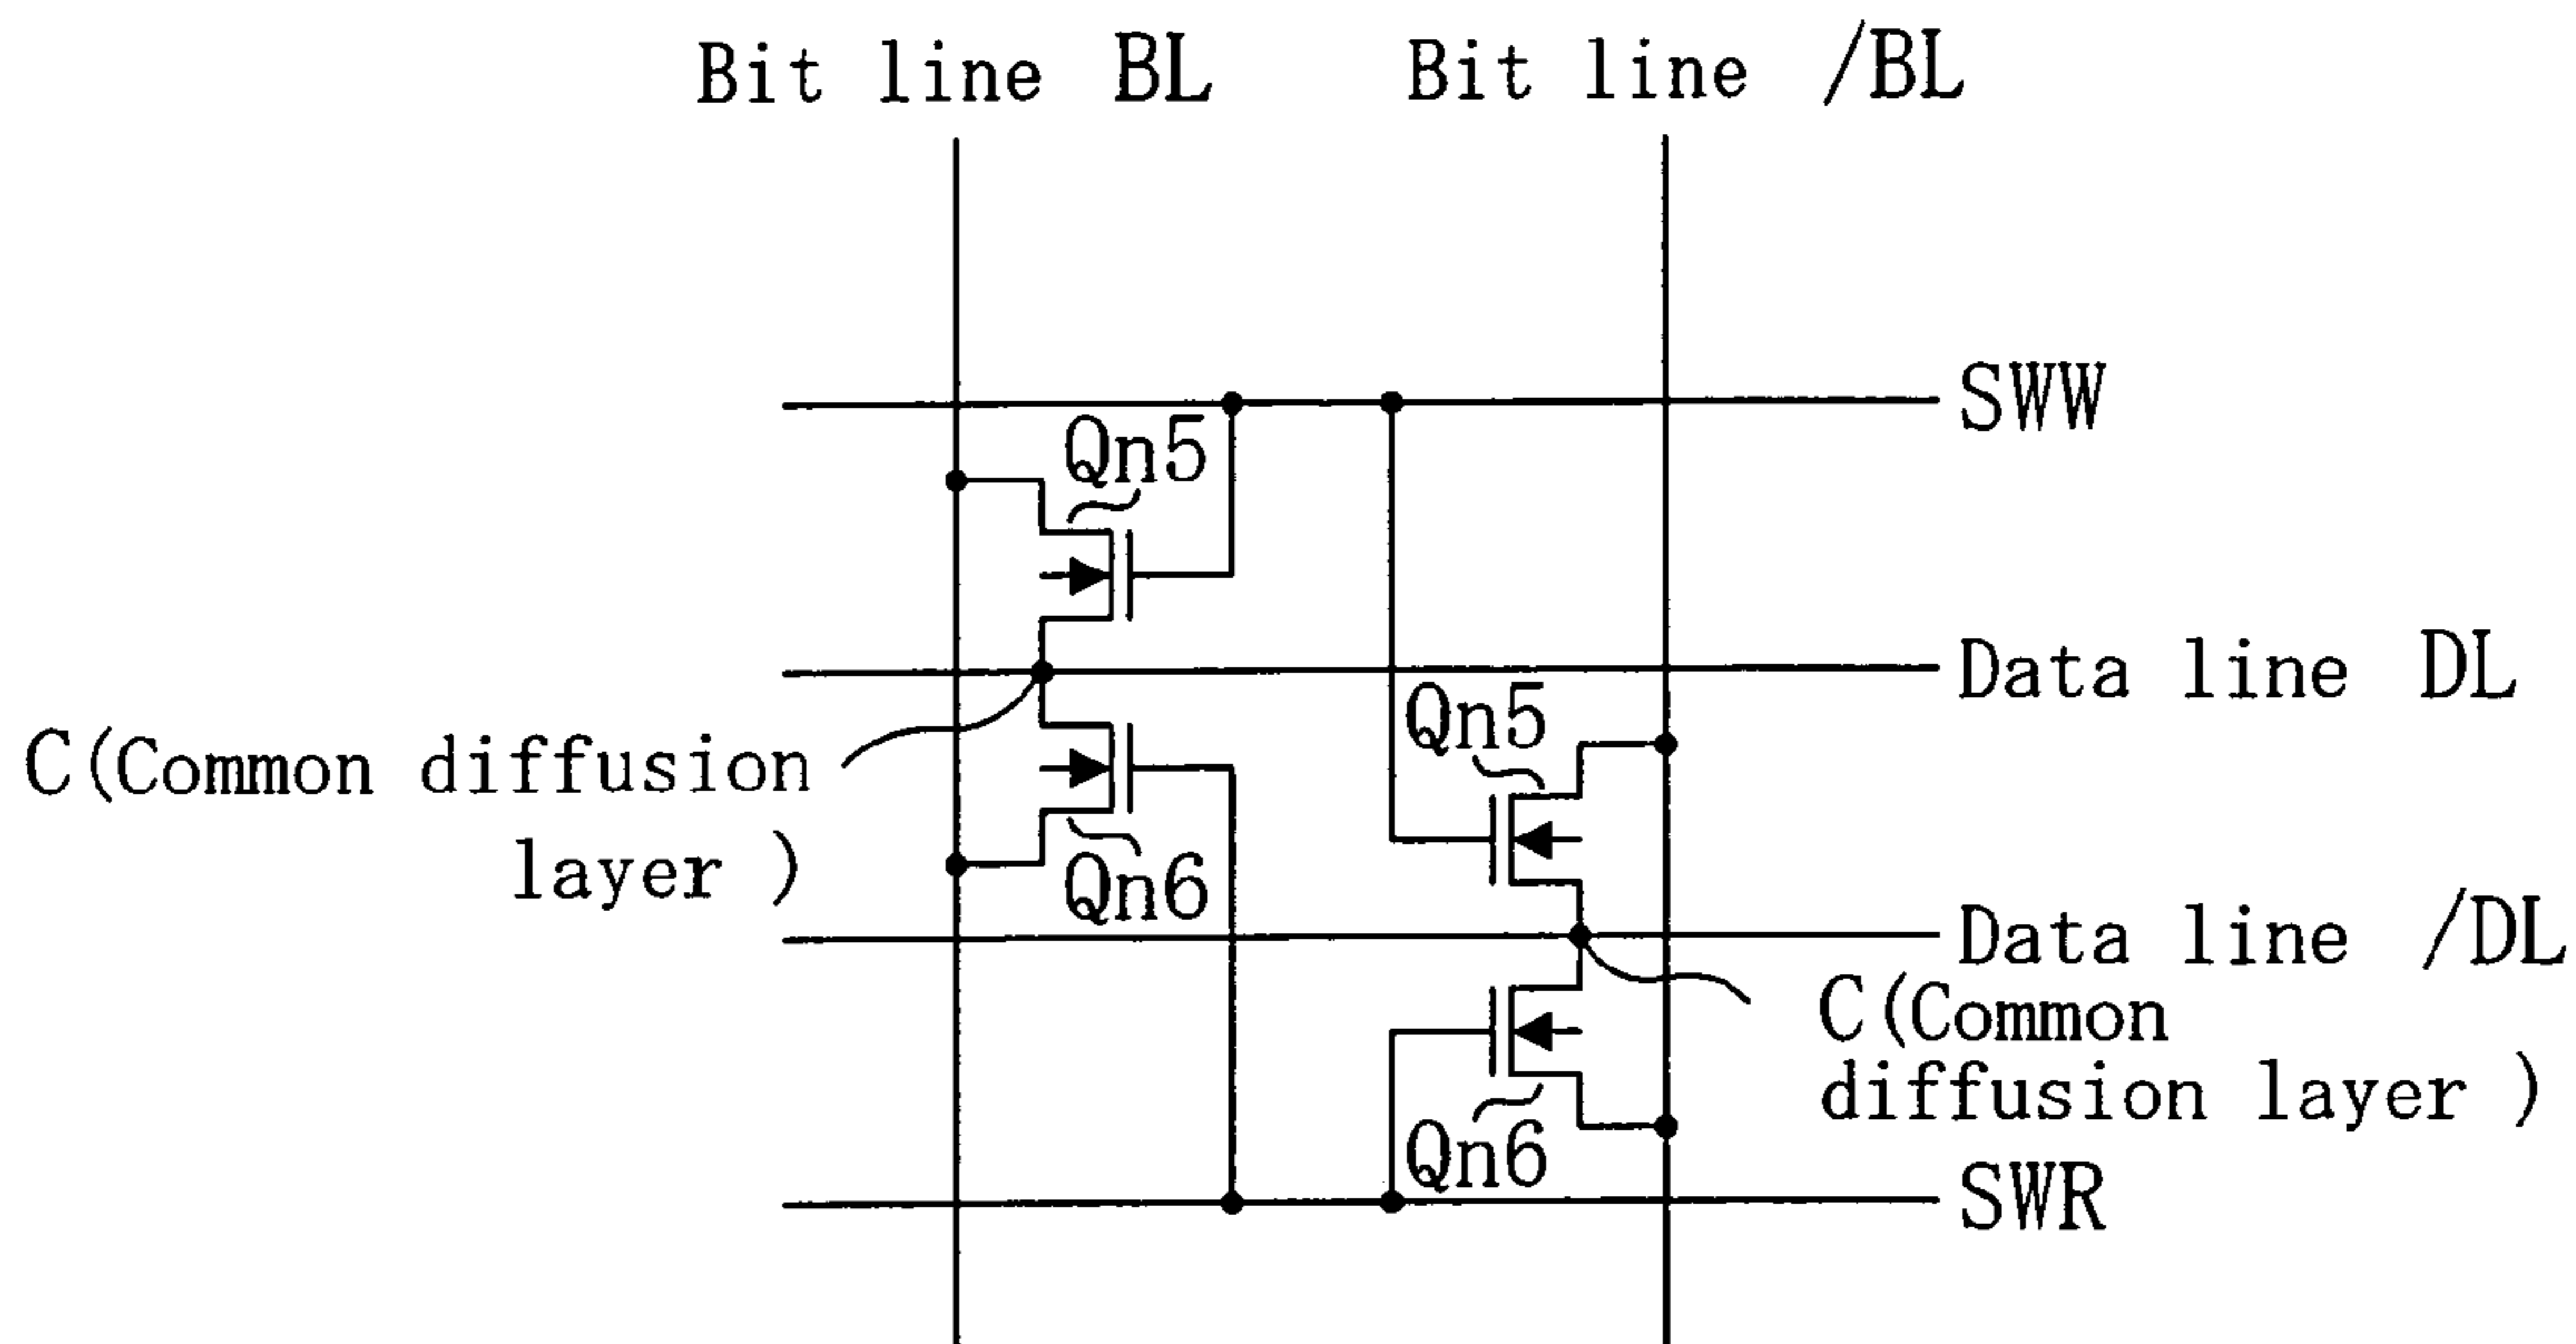 Bit line BL
Bit line /BL
SWW
Qn5
Data line DL
Qn5
C(Common diffusion
layer )
Qn6
Data line /DL
C(Common
diffusion layer )
Qn6
SWR